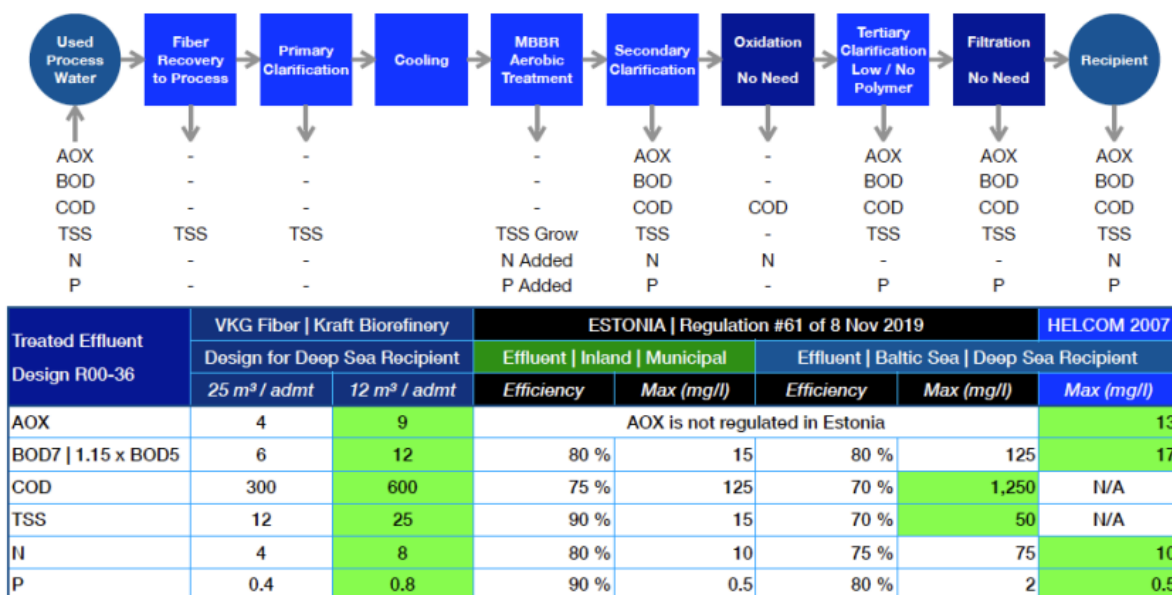 Used Process Water
Fiber Recovery to Process
Primary Clarification
Cooling
MBBR Aerobic Treatment
Secondary Clarification
Oxidation No Need
Tertiary Clarification Low / No Polymer
Filtration No Need
Recipient
AOX - - - AOX - AOX AOX AOX
BOD - - - BOD - BOD BOD BOD
COD - - - COD COD COD COD COD
TSS TSS TSS TSS Grow TSS - TSS TSS TSS
N - - N Added N N - - N
P - - P Added P - P P P
Treated Effluent Design R00-36
VKG Fiber | Kraft Biorefinery
ESTONIA | Regulation #61 of 8 Nov 2019
HELCOM 2007
Design for Deep Sea Recipient
Effluent | Inland | Municipal
Effluent | Baltic Sea | Deep Sea Recipient
25 m³ / admt 12 m³ / admt Efficiency Max (mg/l) Efficiency Max (mg/l) Max (mg/l)
AOX 4 9 AOX is not regulated in Estonia 13
BOD7 | 1.15 x BOD5 6 12 80 % 15 80 % 125 17
COD 300 600 75 % 125 70 % 1,250 N/A
TSS 12 25 90 % 15 70 % 50 N/A
N 4 8 80 % 10 75 % 75 10
P 0.4 0.8 90 % 0.5 80 % 2 0.5